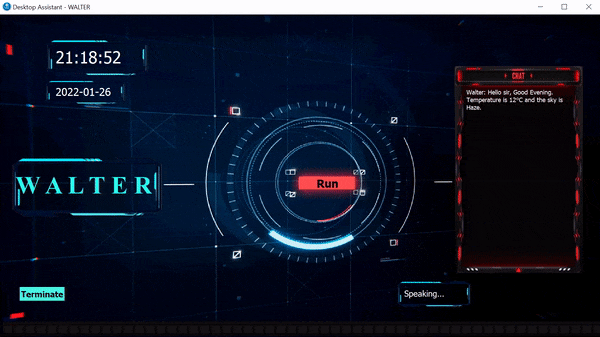 Desktop Assistant - WALTER
21:18:52
2022-01-26
WALTER
Run
Terminate
CHAT
Walter: Hello sir, Good Evening.
Temperature is 12°C and the sky is
Haze.
Speaking...